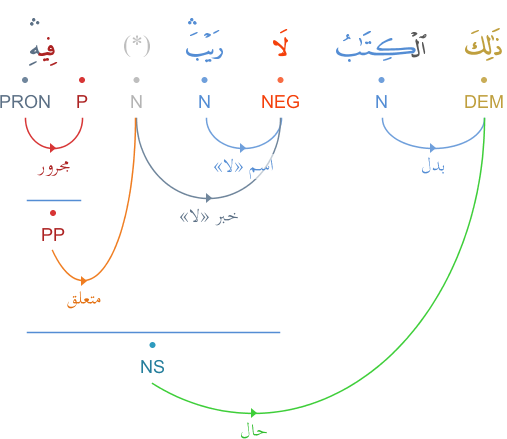 ذَٰلِكَ ٱلْكِتَـٰبُ لَا رَيْبَ ۛ (*) فِيهِ ۛ
DEM N NEG N N P PRON
بدل
اسم «لا»
مجرور
خبر «لا»
PP
متعلق
NS
حال